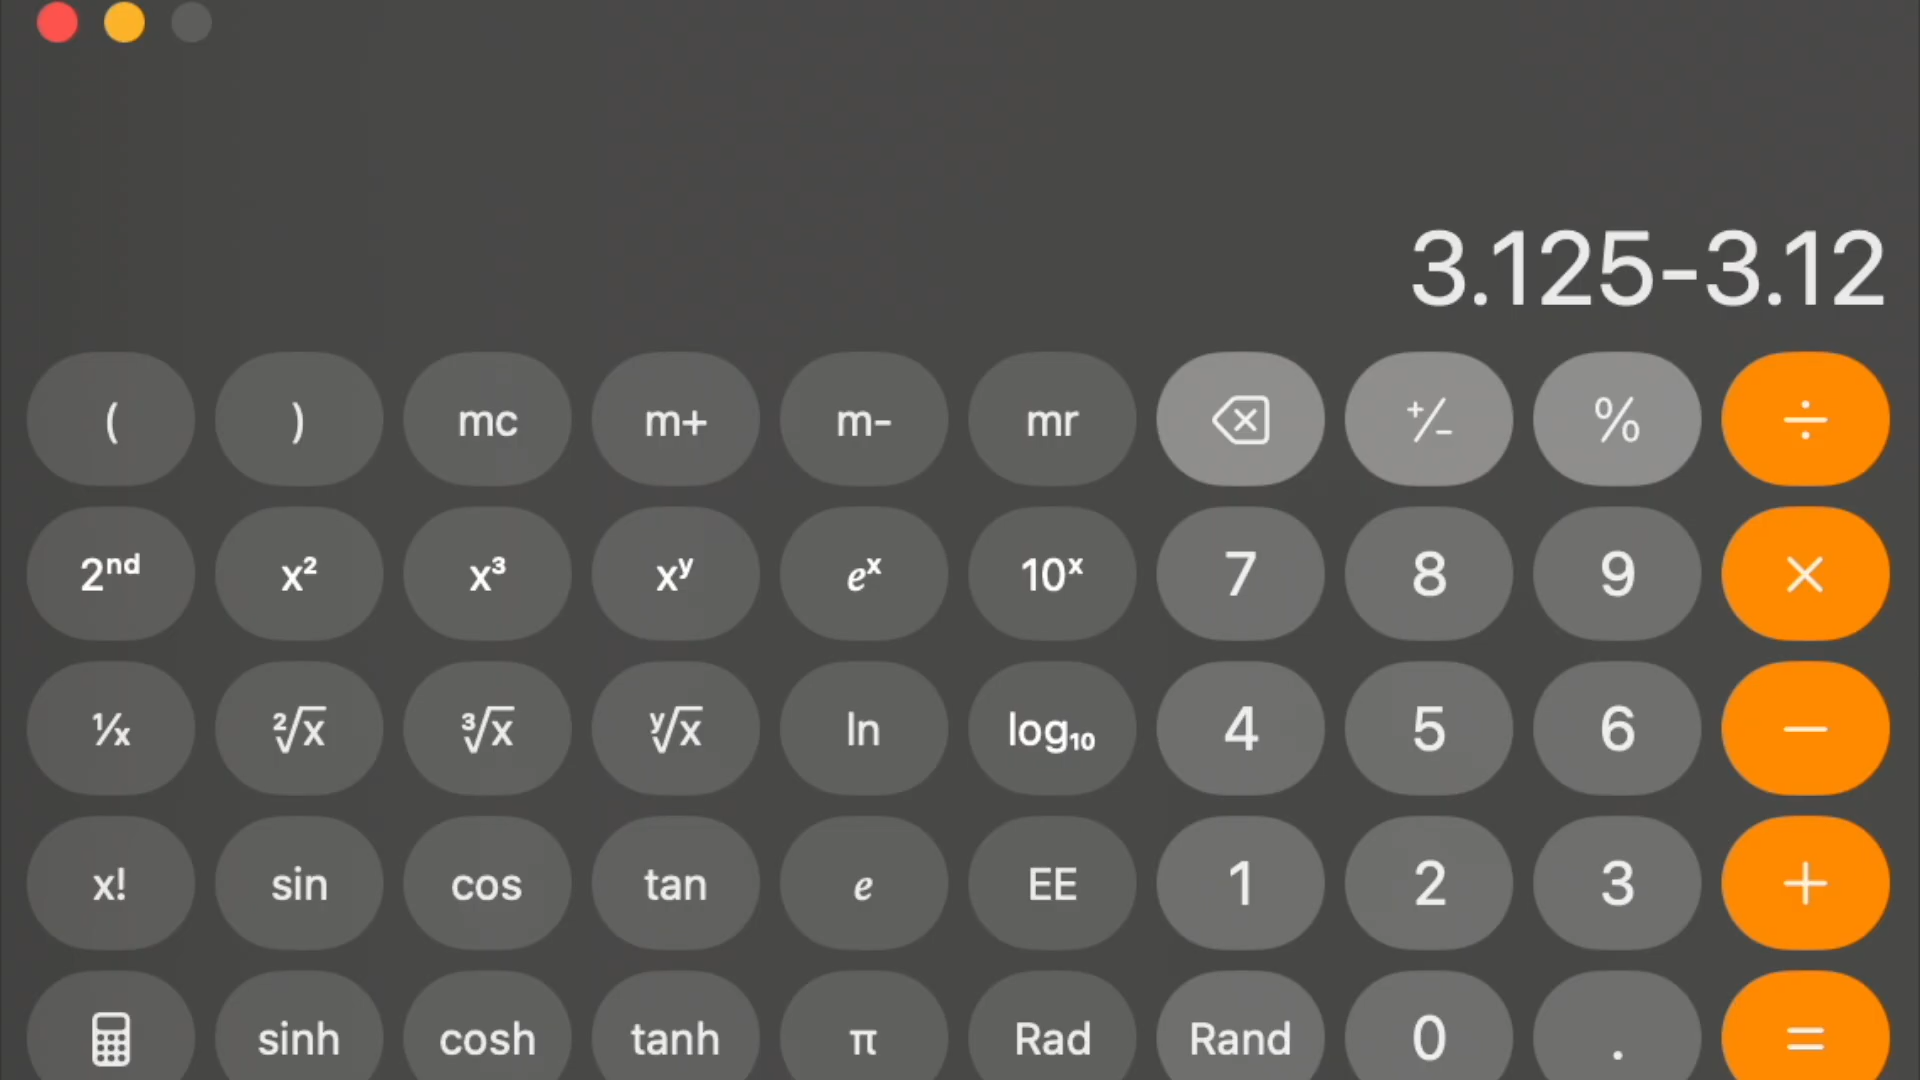 3.125-3.12
( ) mc m+ m- mr +/- % ÷
2ⁿᵈ x² x³ xʸ eˣ 10ˣ 7 8 9 ×
1/x ²√x ³√x ʸ√x ln log₁₀ 4 5 6 −
x! sin cos tan e EE 1 2 3 +
sinh cosh tanh π Rad Rand 0 . =